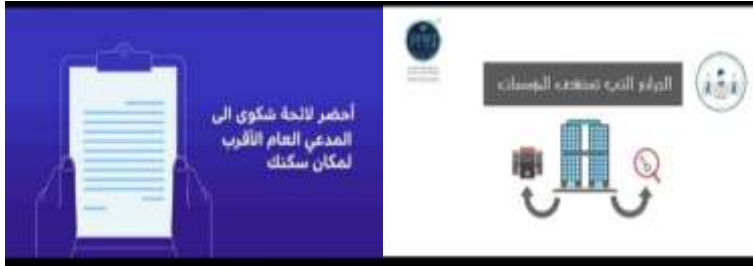 الجرائم التي تستهدف المؤسسات
أحضر لائحة شكوى الى
المدعي العام الأقرب
لمكان سكنك